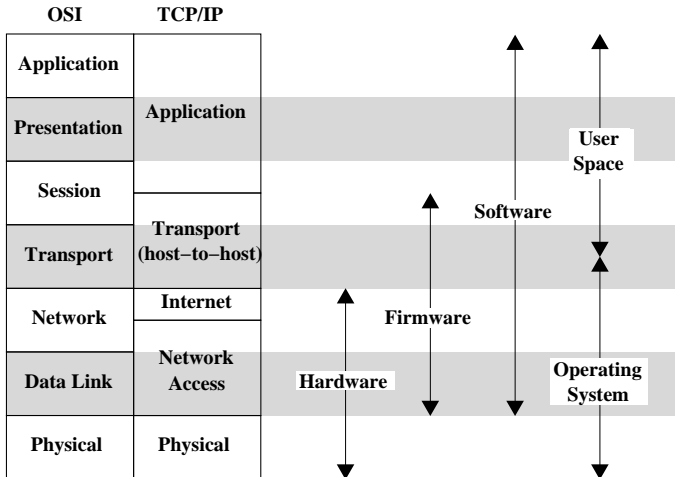 OSI TCP/IP
Application
Presentation
Session
Transport
Network
Data Link
Physical
Application
Transport
(host-to-host)
Internet
Network
Access
Physical
Hardware
Firmware
Software
User
Space
Operating
System